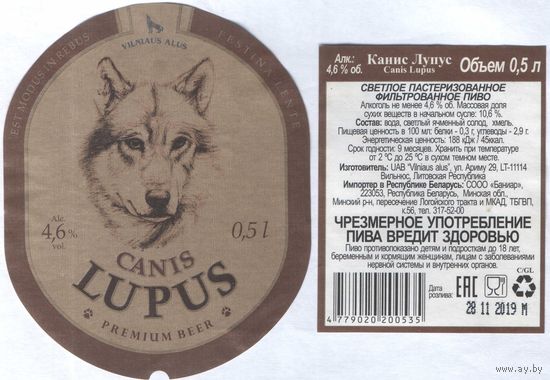 VILNIAUS ALUS
EST MODUS IN REBUS
FESTINA LENTE
Alc.
4,6%
vol.
0,5 l
CANIS
LUPUS
PREMIUM BEER
Алк.:
4,6 % об.
Канис Лупус
Canis Lupus
Объем 0,5 л
СВЕТЛОЕ ПАСТЕРИЗОВАННОЕ
ФИЛЬТРОВАННОЕ ПИВО
Алкоголь не менее 4,6 % об. Массовая доля
сухих веществ в начальном сусле: 10,6 %.
Состав: вода, светлый ячменный солод, хмель.
Пищевая ценность в 100 мл: белки - 0,3 г, углеводы - 2,9 г.
Энергетическая ценность: 188 кДж / 45ккал.
Срок годности: 9 месяцев. Хранить при температуре
от 2 °C до 25 °C в сухом темном месте.
Изготовитель: UAB "Vilniaus alus", ул. Ариму 29, LT-11114
Вильнюс, Литовская Республика
Импортер в Республике Беларусь: СООО «Баниар»,
223010, Республика Беларусь, Минская обл.,
Минский р-н, пересечение Логойского тракта и МКАД, ТБГВП,
к.56, тел. 317-52-00
ЧРЕЗМЕРНОЕ УПОТРЕБЛЕНИЕ
ПИВА ВРЕДИТ ЗДОРОВЬЮ
Пиво противопоказано детям и подросткам до 18 лет,
беременным и кормящим женщинам, лицам с заболеваниями
нервной системы и внутренних органов.
C/GL
Дата
розлива:
28 11 2019 M
4 779020 200535
www.ay.by